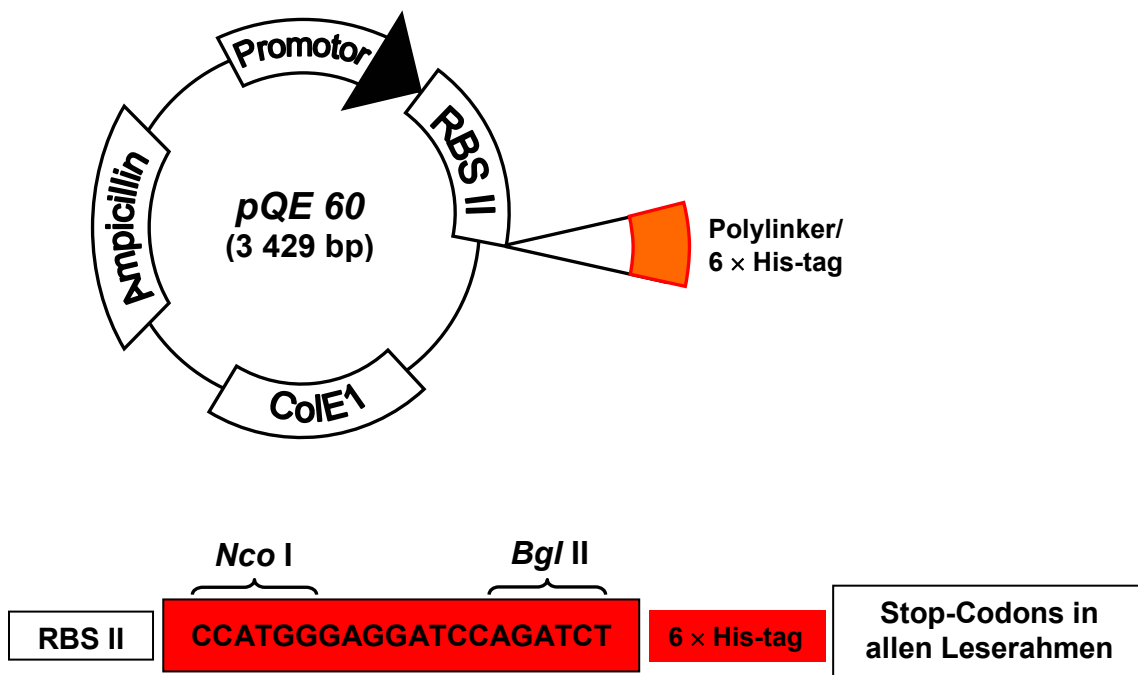 Promotor
RBS II
Ampicillin
pQE 60
(3 429 bp)
Polylinker/
6 × His-tag
ColE1
Nco I
Bgl II
RBS II
CCATGGGAGGATCCAGATCT
6 × His-tag
Stop-Codons in
allen Leserahmen